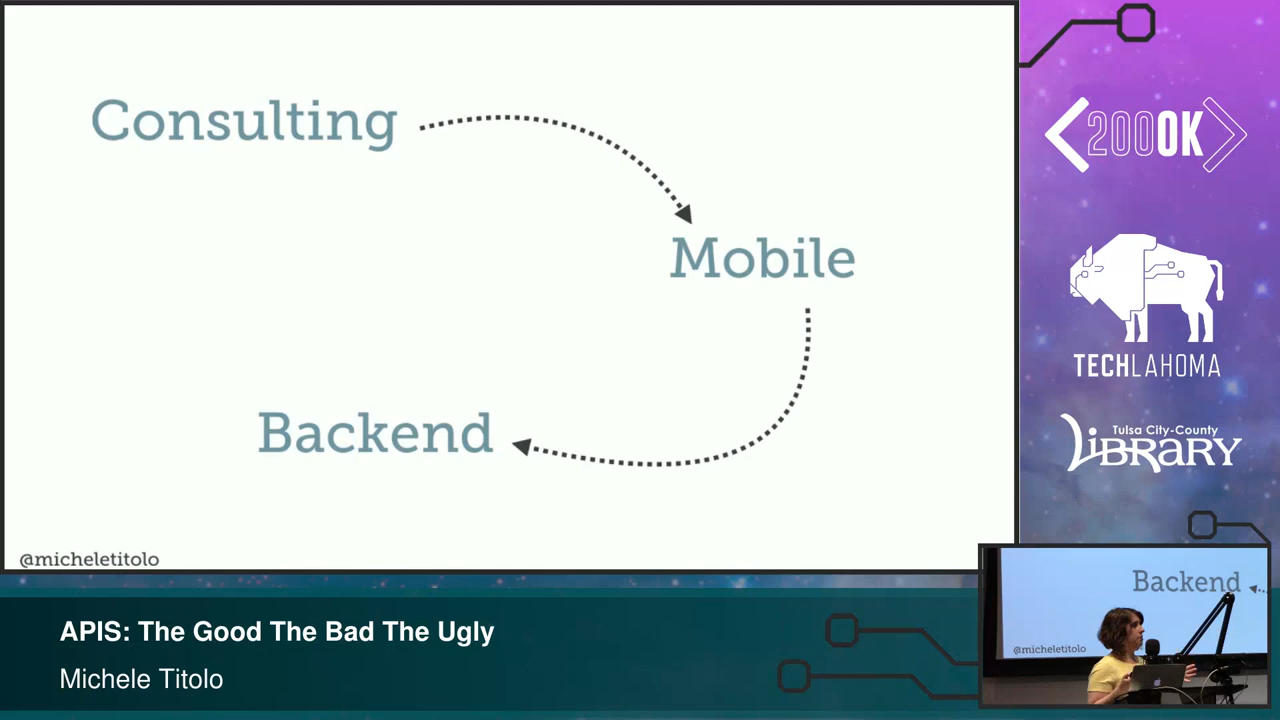 Consulting
Mobile
Backend
@micheletitolo
200OK
TECHLAHOMA
Tulsa City-County
LIBRARY
Backend
@micheletitolo
APIS: The Good The Bad The Ugly
Michele Titolo